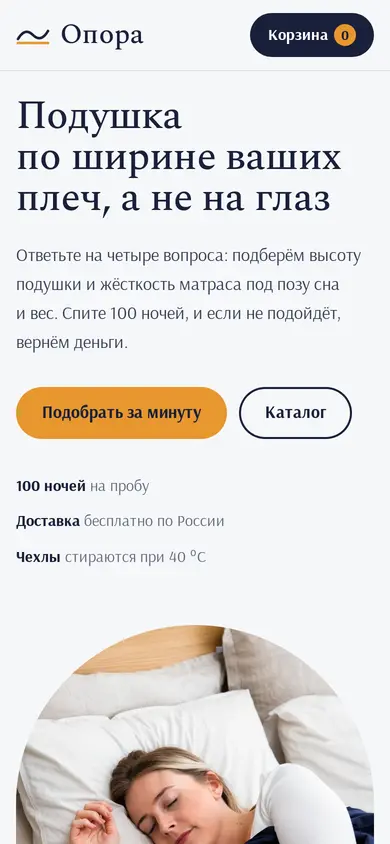 Опора
Корзина 0
Подушка
по ширине ваших
плеч, а не на глаз
Ответьте на четыре вопроса: подберём высоту
подушки и жёсткость матраса под позу сна
и вес. Спите 100 ночей, и если не подойдёт,
вернём деньги.
Подобрать за минуту
Каталог
100 ночей на пробу
Доставка бесплатно по России
Чехлы стираются при 40 °C